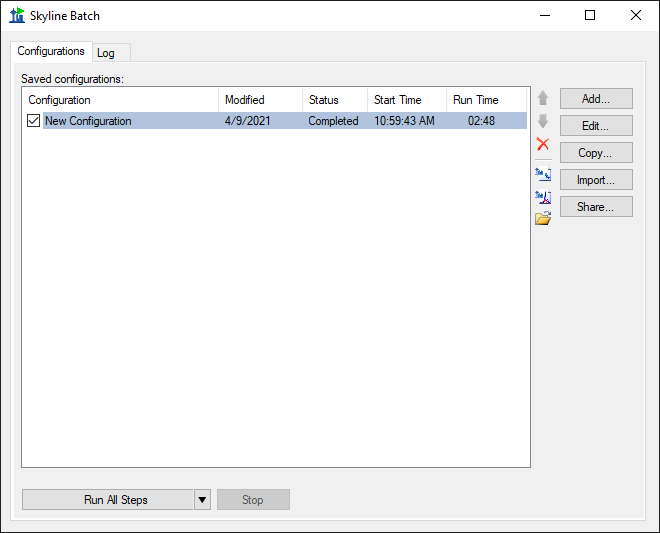 Skyline Batch
Configurations
Log
Saved configurations:
Configuration Modified Status Start Time Run Time
New Configuration 4/9/2021 Completed 10:59:43 AM 02:48
Add...
Edit...
Copy...
Import...
Share...
Run All Steps
Stop